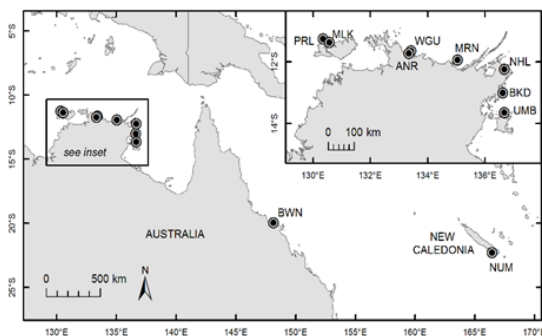 5°S
10°S
15°S
20°S
25°S
130°E
135°E
140°E
145°E
150°E
155°E
160°E
165°E
170°E
see inset
AUSTRALIA
BWN
NEW
CALEDONIA
NUM
0 500 km
N
PRL MLK WGU MRN
ANR NHL
BKD
UMB
12°S
14°S
0 100 km
130°E 132°E 134°E 136°E